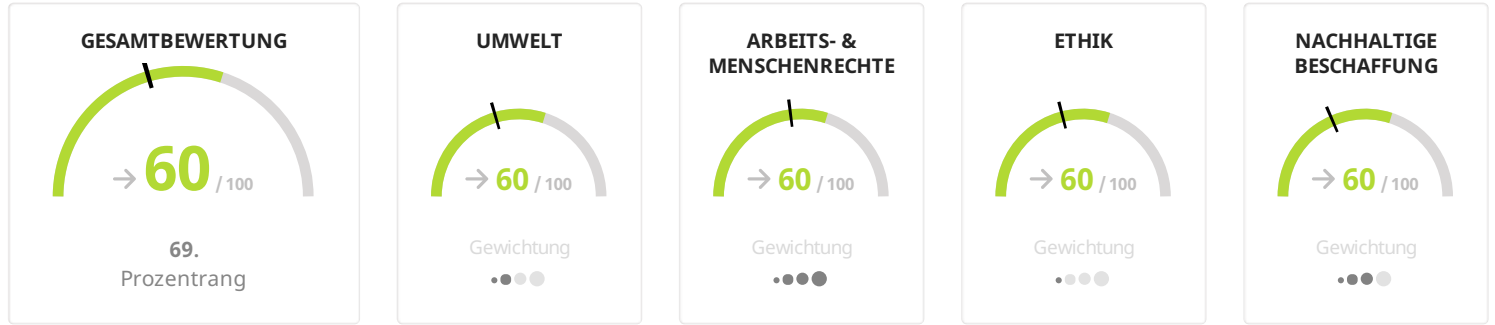 GESAMTBEWERTUNG
→ 60 / 100
69.
Prozentrang
UMWELT
→ 60 / 100
Gewichtung
ARBEITS- &
MENSCHENRECHTE
→ 60 / 100
Gewichtung
ETHIK
→ 60 / 100
Gewichtung
NACHHALTIGE
BESCHAFFUNG
→ 60 / 100
Gewichtung